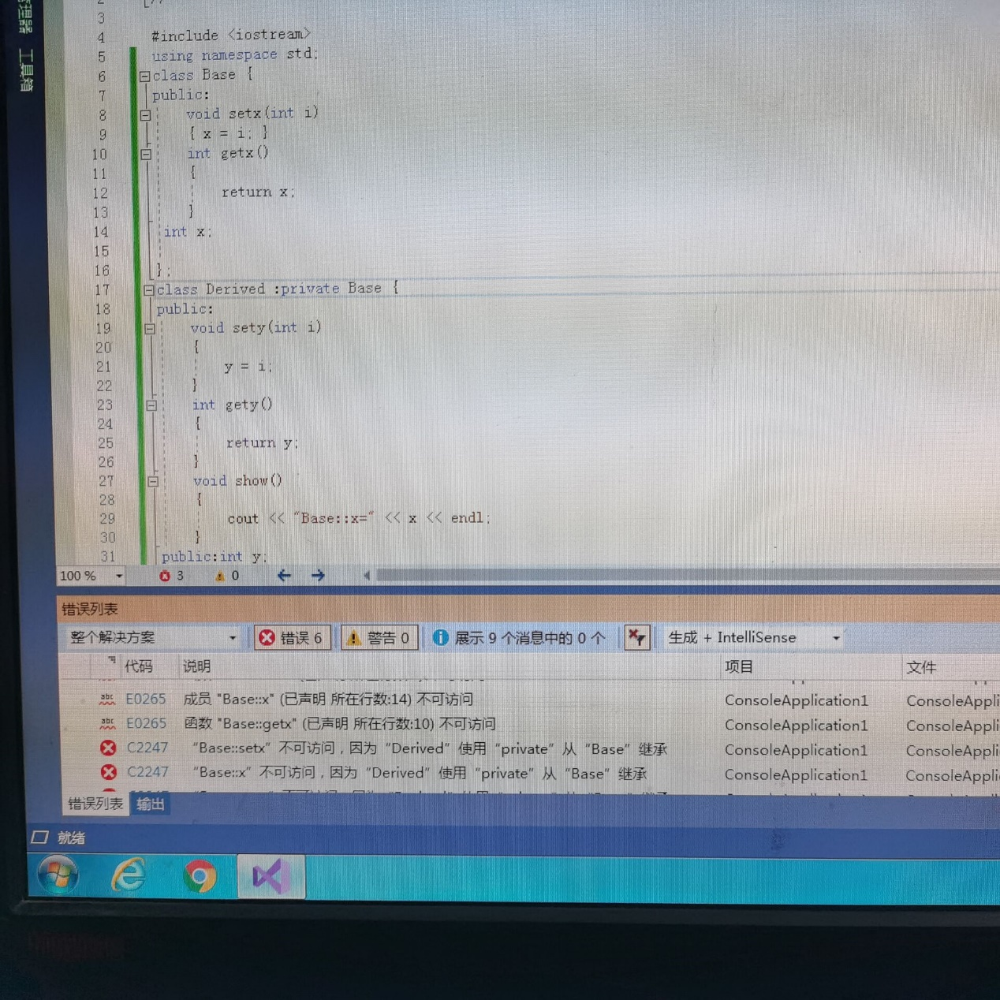 工具箱
3
4 #include <iostream>
5 using namespace std;
6 class Base {
7 public:
8 void setx(int i)
9 { x = i; }
10 int getx()
11 {
12 return x;
13 }
14 int x;
15
16 };
17 class Derived :private Base {
18 public:
19 void sety(int i)
20 {
21 y = i;
22 }
23 int gety()
24 {
25 return y;
26 }
27 void show()
28 {
29 cout << "Base::x=" << x << endl;
30 }
31 public:int y;
100 % 3 0
错误列表
整个解决方案 错误 6 警告 0 展示 9 个消息中的 0 个 生成 + IntelliSense
代码 说明 项目 文件
abc E0265 成员 "Base::x" (已声明 所在行数:14) 不可访问 ConsoleApplication1 ConsoleAppli
abc E0265 函数 "Base::getx" (已声明 所在行数:10) 不可访问 ConsoleApplication1 ConsoleAppli
C2247 “Base::setx” 不可访问，因为 “Derived” 使用 “private” 从 “Base” 继承 ConsoleApplication1 ConsoleAppli
C2247 “Base::x” 不可访问，因为 “Derived” 使用 “private” 从 “Base” 继承 ConsoleApplication1 ConsoleAppli
错误列表 输出
就绪